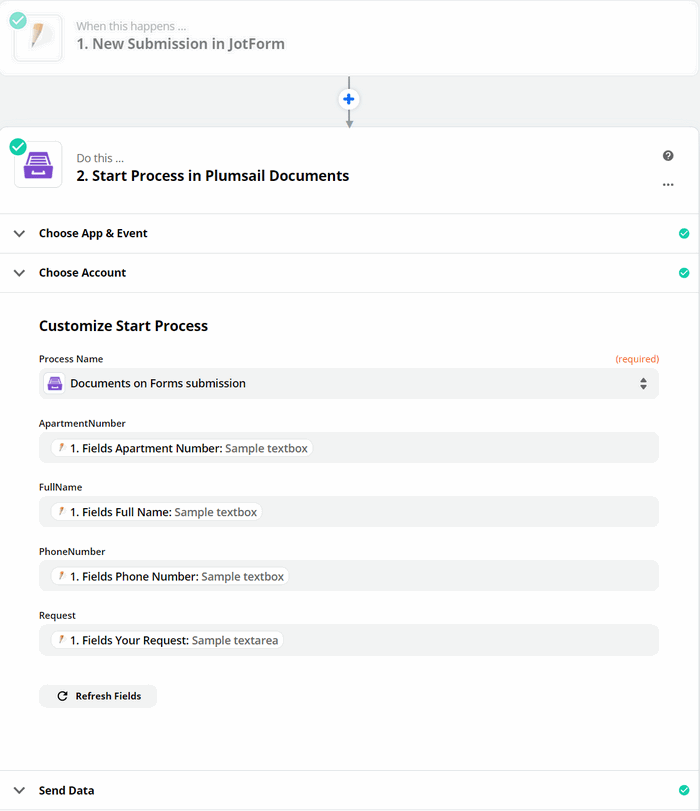 When this happens ...
1. New Submission in JotForm
Do this ...
2. Start Process in Plumsail Documents
Choose App & Event
Choose Account
Customize Start Process
Process Name (required)
Documents on Forms submission
ApartmentNumber
1. Fields Apartment Number: Sample textbox
FullName
1. Fields Full Name: Sample textbox
PhoneNumber
1. Fields Phone Number: Sample textbox
Request
1. Fields Your Request: Sample textarea
Refresh Fields
Send Data